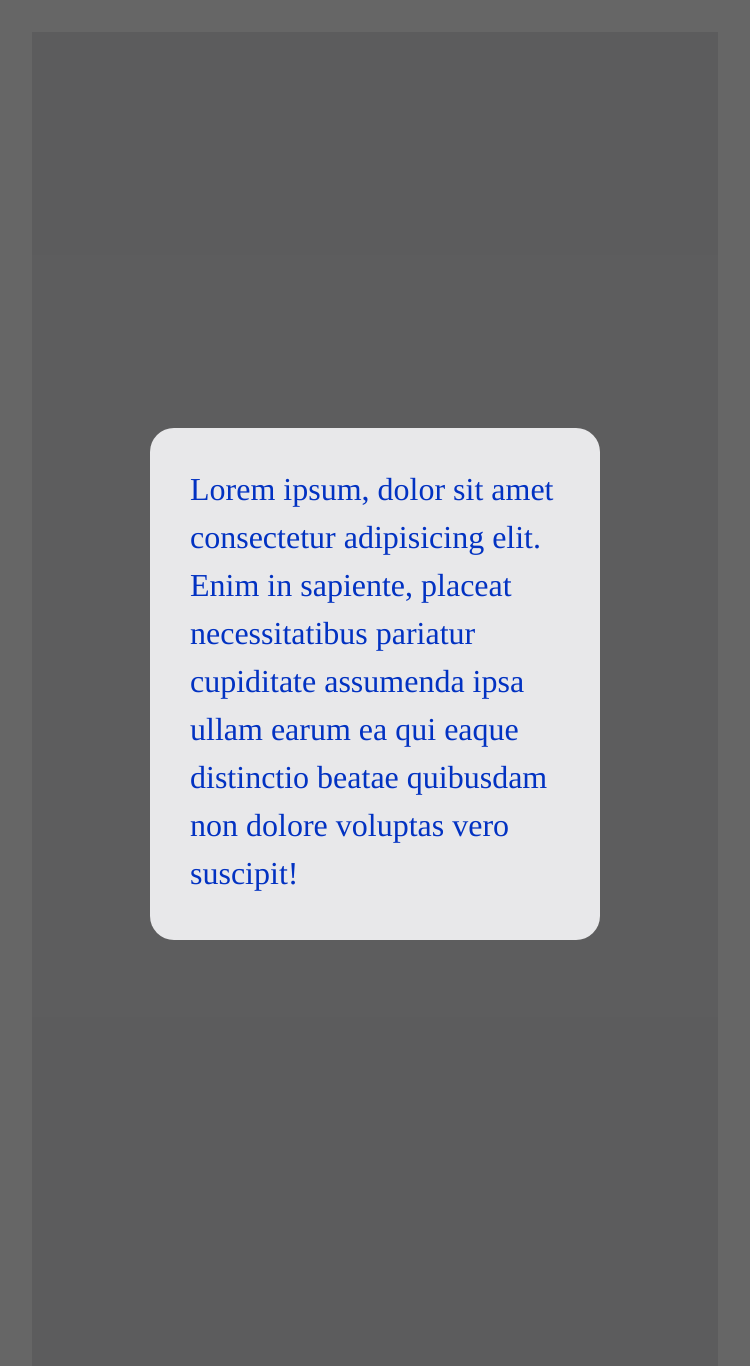 Lorem ipsum, dolor sit amet
consectetur adipisicing elit.
Enim in sapiente, placeat
necessitatibus pariatur
cupiditate assumenda ipsa
ullam earum ea qui eaque
distinctio beatae quibusdam
non dolore voluptas vero
suscipit!